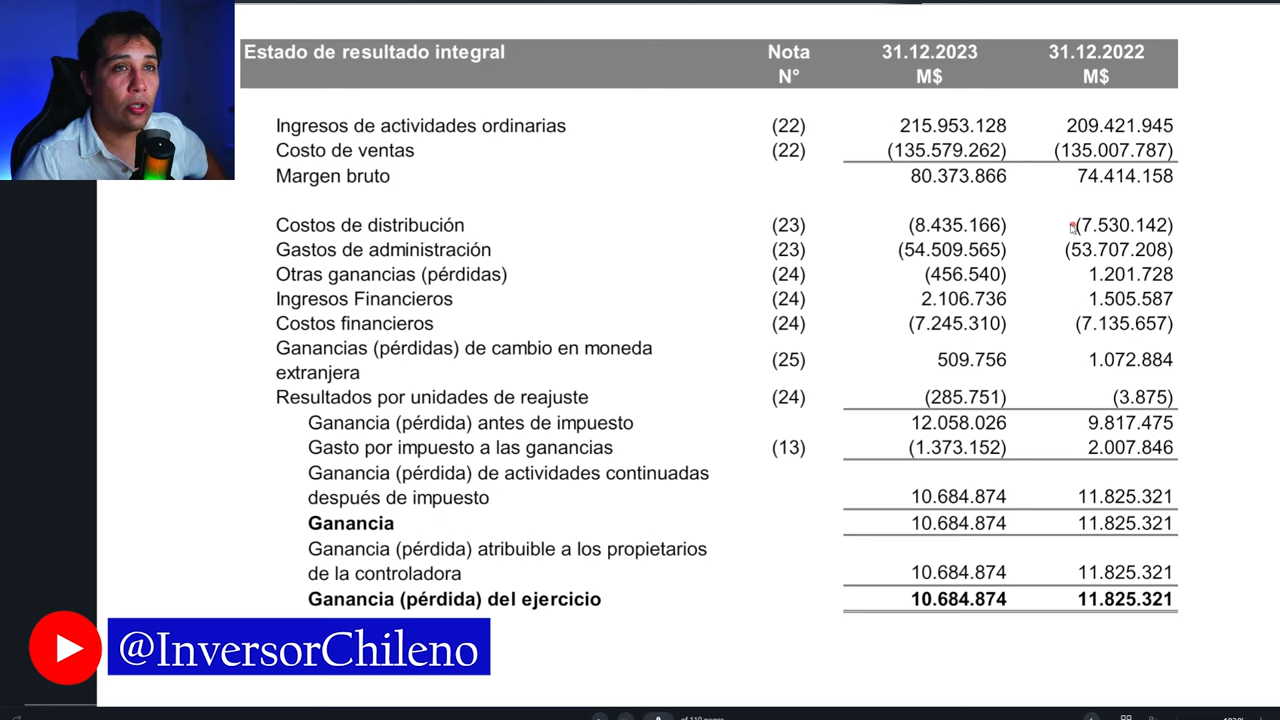 Estado de resultado integral Nota 31.12.2023 31.12.2022
N° M$ M$
Ingresos de actividades ordinarias (22) 215.953.128 209.421.945
Costo de ventas (22) (135.579.262) (135.007.787)
Margen bruto 80.373.866 74.414.158
Costos de distribución (23) (8.435.166) (7.530.142)
Gastos de administración (23) (54.509.565) (53.707.208)
Otras ganancias (pérdidas) (24) (456.540) 1.201.728
Ingresos Financieros (24) 2.106.736 1.505.587
Costos financieros (24) (7.245.310) (7.135.657)
Ganancias (pérdidas) de cambio en moneda
extranjera (25) 509.756 1.072.884
Resultados por unidades de reajuste (24) (285.751) (3.875)
Ganancia (pérdida) antes de impuesto 12.058.026 9.817.475
Gasto por impuesto a las ganancias (13) (1.373.152) 2.007.846
Ganancia (pérdida) de actividades continuadas
después de impuesto 10.684.874 11.825.321
Ganancia 10.684.874 11.825.321
Ganancia (pérdida) atribuible a los propietarios
de la controladora 10.684.874 11.825.321
Ganancia (pérdida) del ejercicio 10.684.874 11.825.321
@InversorChileno